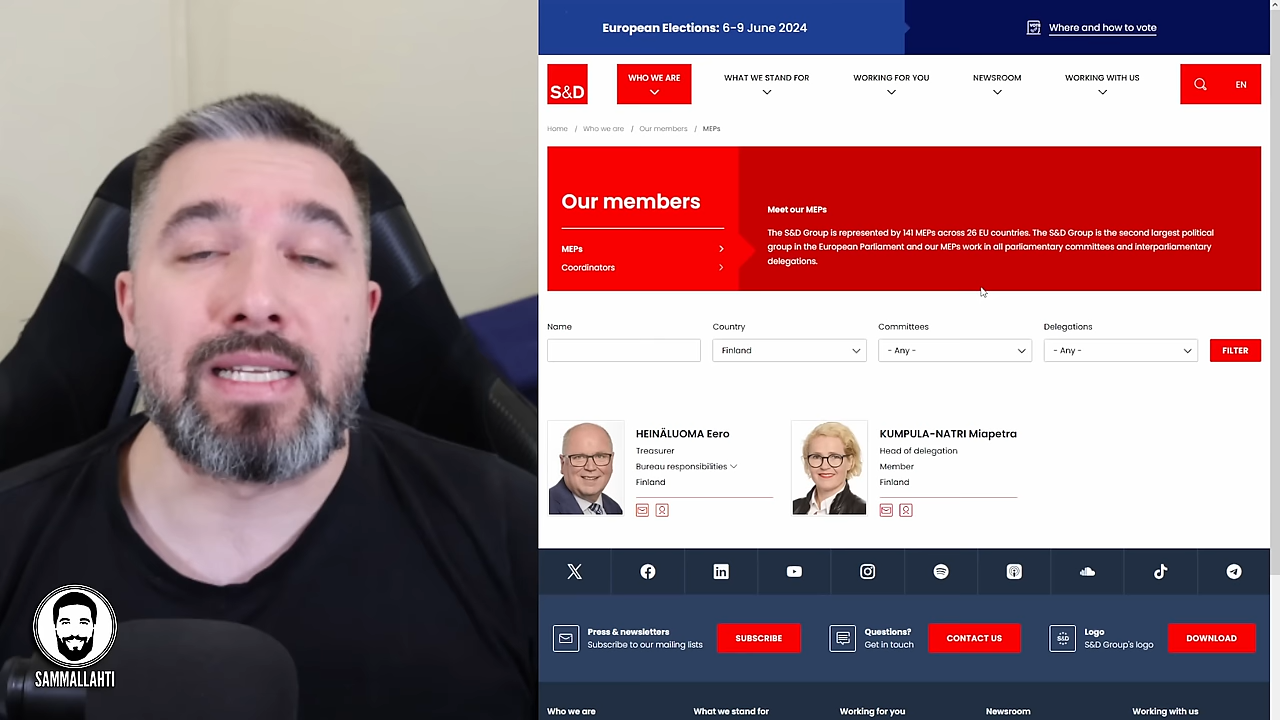 European Elections: 6-9 June 2024
Where and how to vote
S&D
WHO WE ARE
WHAT WE STAND FOR
WORKING FOR YOU
NEWSROOM
WORKING WITH US
EN
Home / Who we are / Our members / MEPs
Our members
MEPs
Coordinators
Meet our MEPs
The S&D Group is represented by 141 MEPs across 26 EU countries. The S&D Group is the second largest political
group in the European Parliament and our MEPs work in all parliamentary committees and interparliamentary
delegations.
Name
Country
Committees
Delegations
Finland
- Any -
- Any -
FILTER
HEINÄLUOMA Eero
Treasurer
Bureau responsibilities
Finland
KUMPULA-NATRI Miapetra
Head of delegation
Member
Finland
Press & newsletters
Subscribe to our mailing lists
SUBSCRIBE
Questions?
Get in touch
CONTACT US
S&D
Logo
S&D Group's logo
DOWNLOAD
Who we are
What we stand for
Working for you
Newsroom
Working with us
SAMMALLAHTI